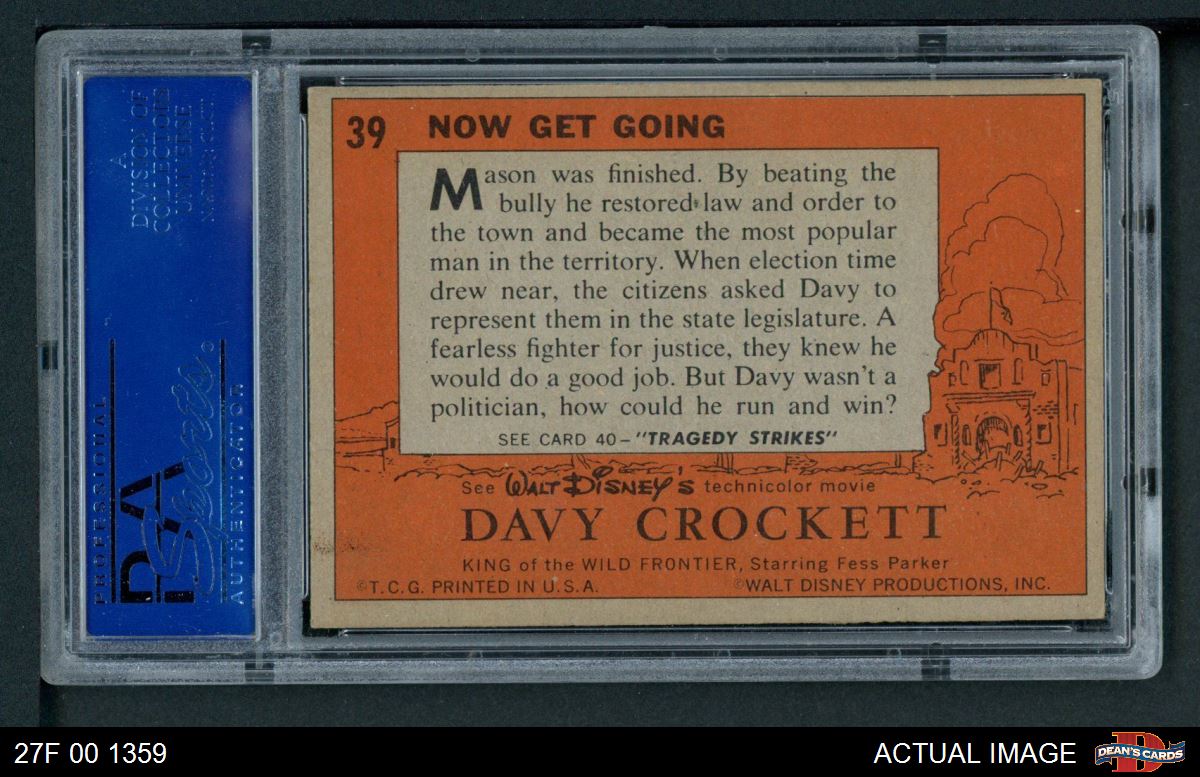 39 NOW GET GOING
Mason was finished. By beating the
bully he restored law and order to
the town and became the most popular
man in the territory. When election time
drew near, the citizens asked Davy to
represent them in the state legislature. A
fearless fighter for justice, they knew he
would do a good job. But Davy wasn't a
politician, how could he run and win?
SEE CARD 40–"TRAGEDY STRIKES"
See WALT DISNEY'S technicolor movie
DAVY CROCKETT
KING of the WILD FRONTIER, Starring Fess Parker
©T.C.G. PRINTED IN U.S.A. ©WALT DISNEY PRODUCTIONS, INC.
A
DIVISION OF
COLLECTORS
UNIVERSE
PROFESSIONAL
PSA
Sports
AUTHENTICATOR
27F 00 1359
ACTUAL IMAGE
DEAN'S CARDS